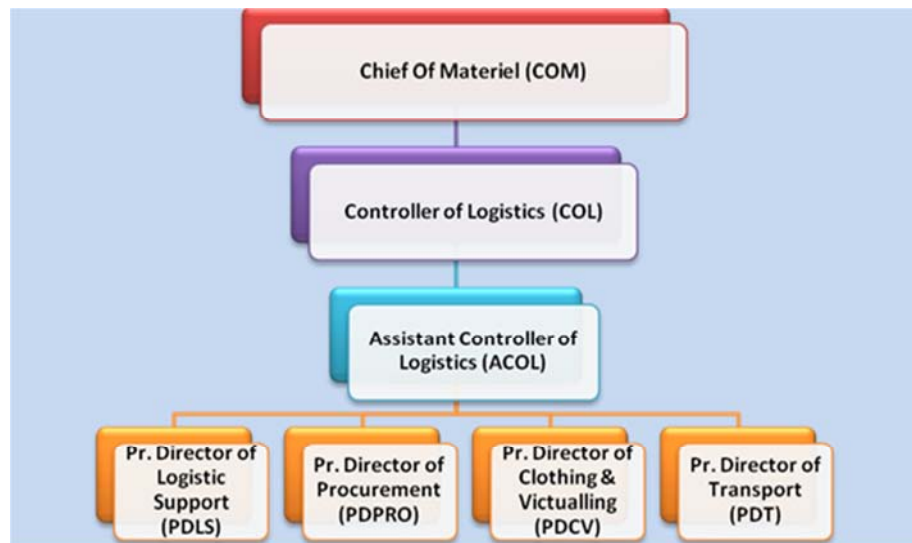 Chief Of Materiel (COM)
Controller of Logistics (COL)
Assistant Controller of
Logistics (ACOL)
Pr. Director of
Logistic
Support
(PDLS)
Pr. Director of
Procurement
(PDPRO)
Pr. Director of
Clothing &
Victualling
(PDCV)
Pr. Director of
Transport
(PDT)